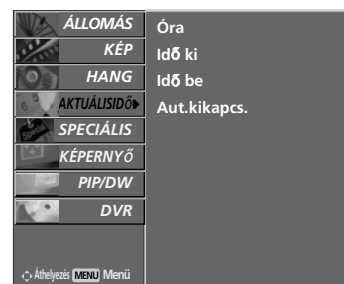 ÁLLOMÁS
KÉP
HANG
AKTUÁLISIDŐ
SPECIÁLIS
KÉPERNYŐ
PIP/DW
DVR
Áthelyezés MENU Menü
Óra
Idő ki
Idő be
Aut.kikapcs.